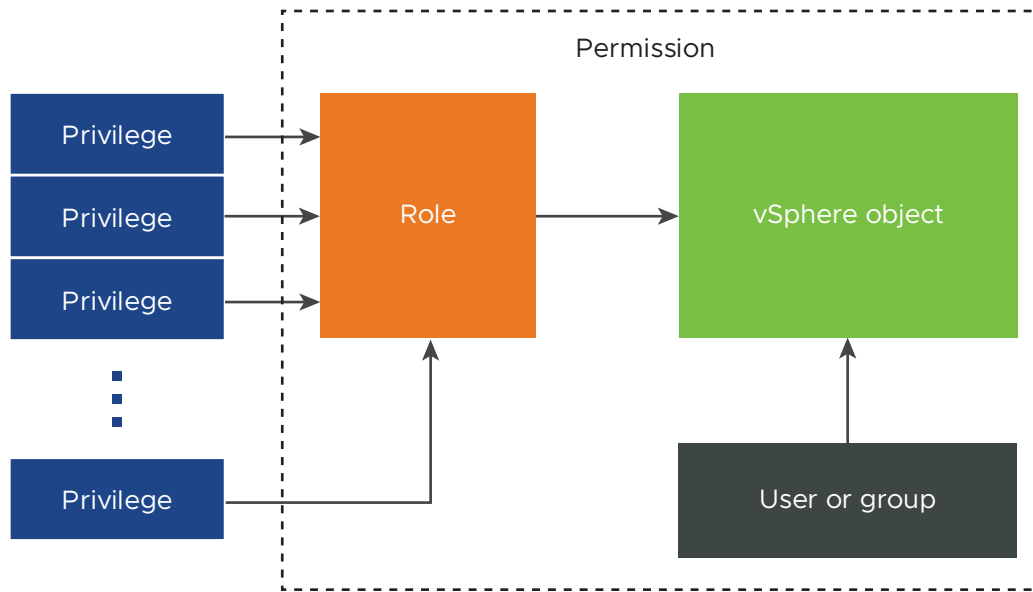 Permission
Privilege
Privilege
Privilege
Privilege
Role
vSphere object
User or group